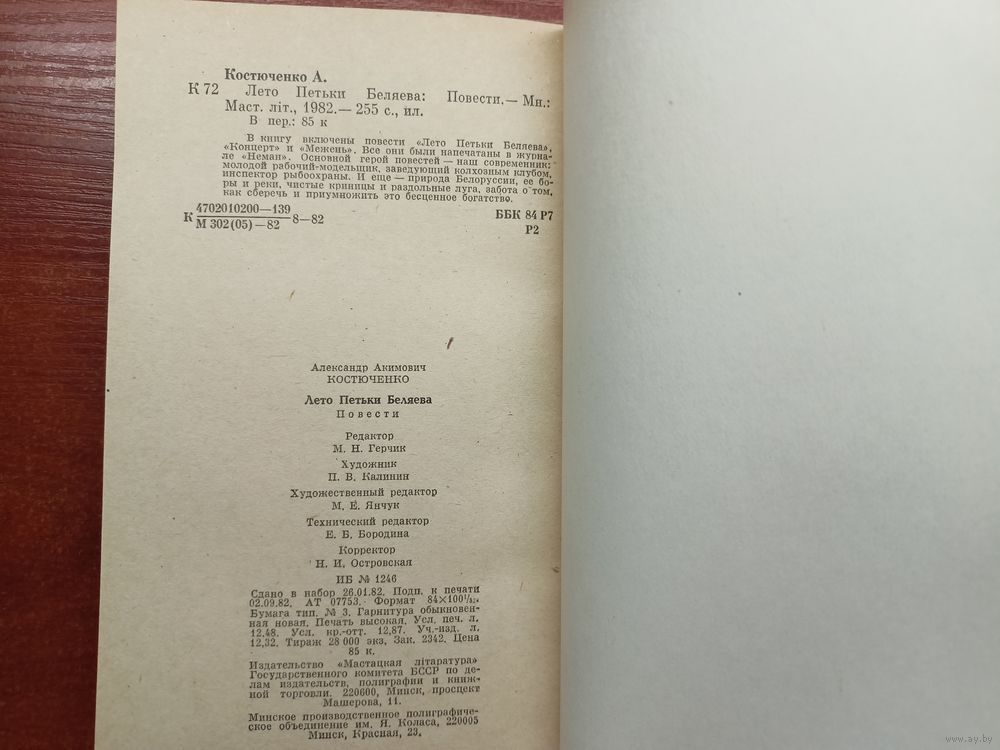 Костюченко А.
К 72 Лето Петьки Беляева: Повести.— Мн.:
Маст. літ., 1982.— 255 с., ил.
В пер.: 85 к
В книгу включены повести «Лето Петьки Беляева»,
«Концерт» и «Межень». Все они были напечатаны в журна-
ле «Неман». Основной герой повестей — наш современник:
молодой рабочий-модельщик, заведующий колхозным клубом,
инспектор рыбоохраны. И еще — природа Белоруссии, ее бо-
ры и реки, чистые криницы и раздольные луга, забота о том,
как сберечь и приумножить это бесценное богатство.
К 4702010200—139
М 302(05)—82 8—82
ББК 84 Р7
Р2
Александр Акимович
КОСТЮЧЕНКО
Лето Петьки Беляева
Повести
Редактор
М. Н. Герчик
Художник
П. В. Калинин
Художественный редактор
М. Е. Янчук
Технический редактор
Е. Б. Бородина
Корректор
Н. И. Островская
ИБ № 1246
Сдано в набор 26.01.82. Подп. к печати
02.09.82. АТ 07753. Формат 84×100¹/₃₂.
Бумага тип. № 3. Гарнитура обыкновен-
ная новая. Печать высокая. Усл. печ. л.
12,48. Усл. кр.-отт. 12,87. Уч.-изд. л.
12,32. Тираж 28 000 экз. Зак. 2342. Цена
85 к.
Издательство «Мастацкая літаратура»
Государственного комитета БССР по де-
лам издательств, полиграфии и книж-
ной торговли. 220600, Минск, проспект
Машерова, 11.
Минское производственное полиграфиче-
ское объединение им. Я. Коласа, 220005
Минск, Красная, 23.
www.ay.by